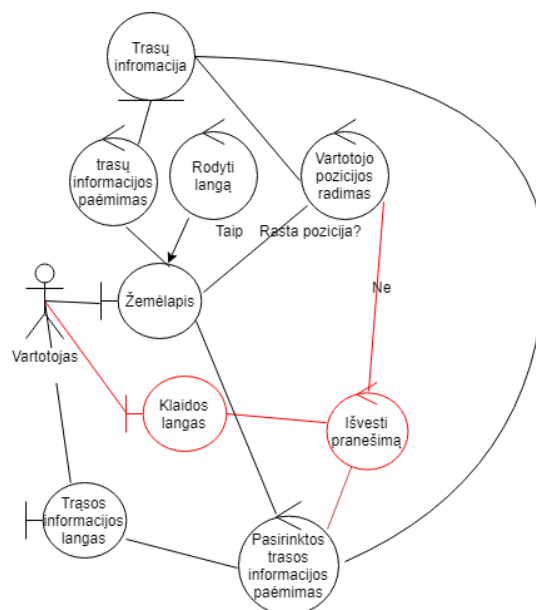 Trasų
infromacija
trasų
informacijos
paėmimas
Rodyti
langą
Vartotojo
pozicijos
radimas
Taip
Rasta pozicija?
Ne
Žemėlapis
Vartotojas
Klaidos
langas
Išvesti
pranešimą
Trąsos
informacijos
langas
Pasirinktos
trasos
informacijos
paėmimas